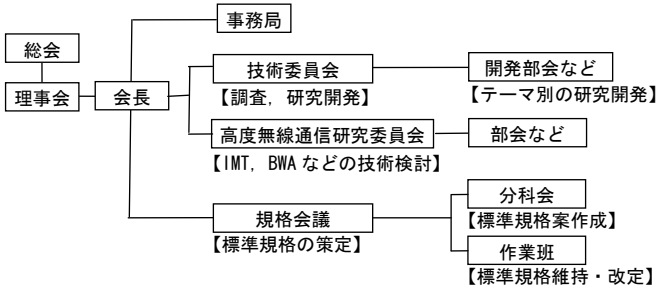 事務局
総会
理事会
会長
技術委員会
【調査，研究開発】
開発部会など
【テーマ別の研究開発】
高度無線通信研究委員会
【IMT，BWAなどの技術検討】
部会など
規格会議
【標準規格の策定】
分科会
【標準規格案作成】
作業班
【標準規格維持・改定】